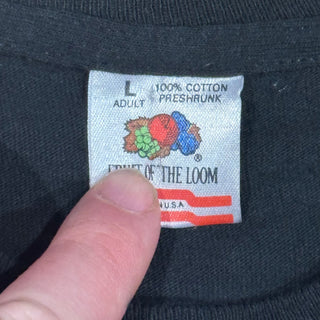 L 100% COTTON
ADULT PRESHRUNK
®
FRUIT OF THE LOOM
U.S.A